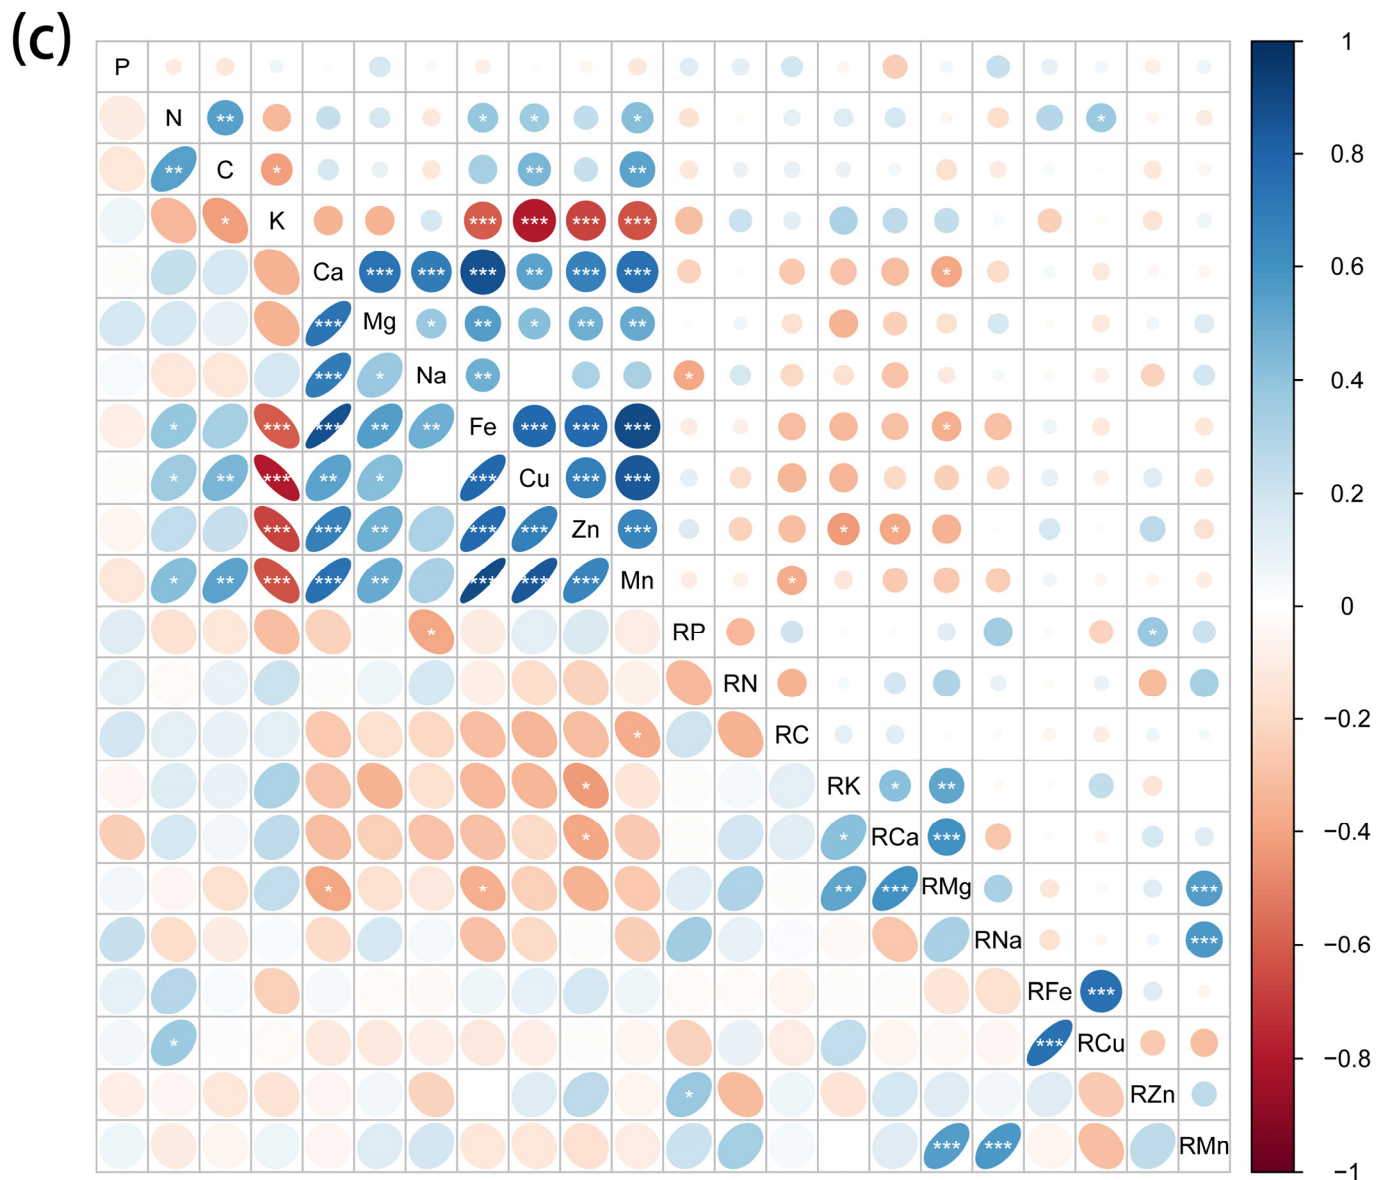 (c)
P
N ** * * * *
** C * ** **
* K *** *** *** ***
Ca *** *** *** ** *** *** *
*** Mg * ** * ** **
*** * Na ** *
* *** *** ** ** Fe *** *** *** *
* ** *** ** * *** Cu *** ***
*** *** ** *** *** Zn *** * *
* ** *** *** ** *** *** *** Mn *
* RP *
RN
* RC
* RK * **
* * RCa ***
* * ** *** RMg ***
RNa ***
RFe ***
* *** RCu
* RZn
*** *** RMn
1
0.8
0.6
0.4
0.2
0
−0.2
−0.4
−0.6
−0.8
−1